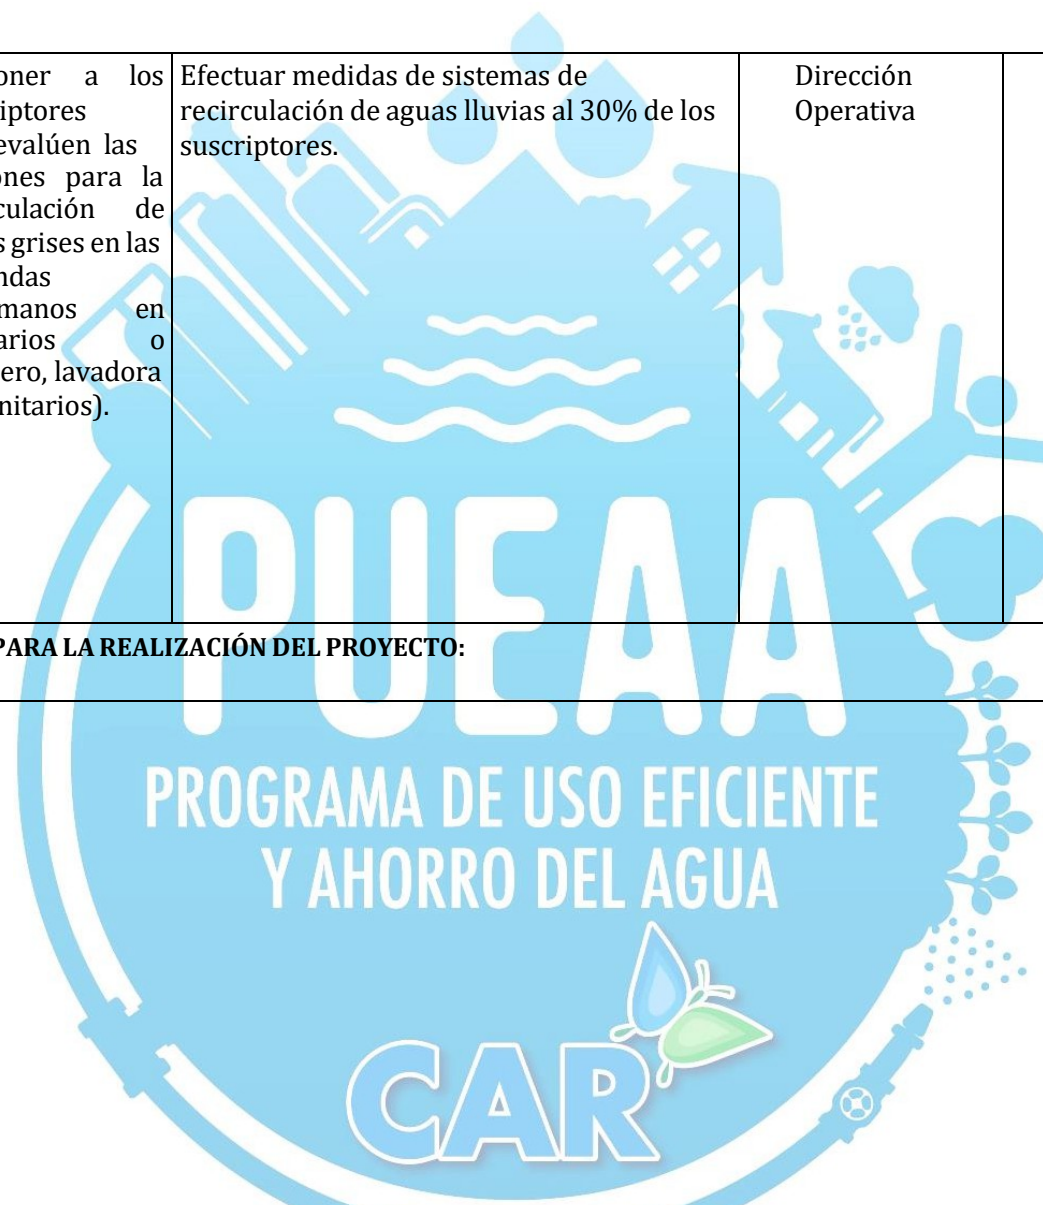 oner a los
iptores
evalúen las
ones para la
culación de
s grises en las
ndas
manos en
arios o
ero, lavadora
nitarios).
Efectuar medidas de sistemas de
recirculación de aguas lluvias al 30% de los
suscriptores.
Dirección
Operativa
PARA LA REALIZACIÓN DEL PROYECTO:
PUEAA
PROGRAMA DE USO EFICIENTE
Y AHORRO DEL AGUA
CAR